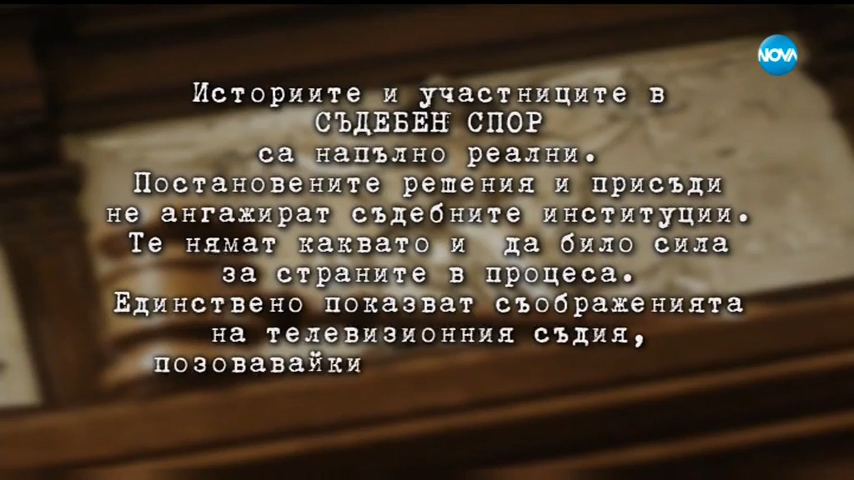 NOVA
Историите и участниците в
СЪДЕБЕН СПОР
са напълно реални.
Постановените решения и присъди
не ангажират съдебните институции.
Те нямат каквато и да било сила
за страните в процеса.
Единствено показват съображенията
на телевизионния съдия,
позовавайки